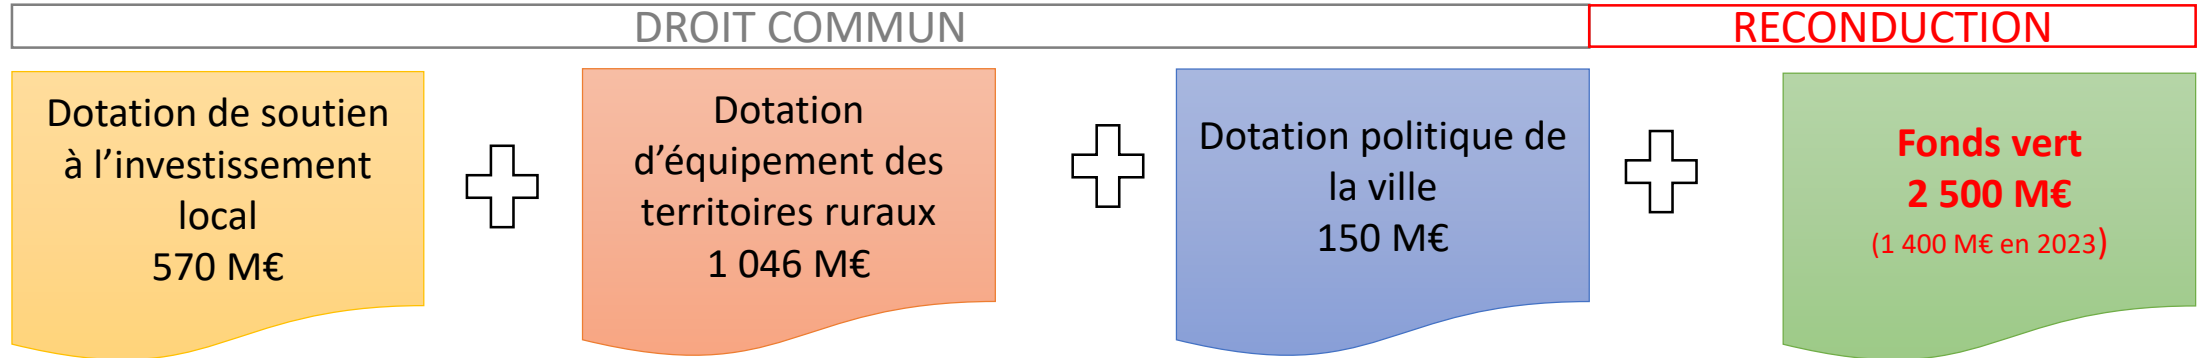 DROIT COMMUN
RECONDUCTION
Dotation de soutien
à l’investissement
local
570 M€
Dotation
d’équipement des
territoires ruraux
1 046 M€
Dotation politique de
la ville
150 M€
Fonds vert
2 500 M€
(1 400 M€ en 2023)